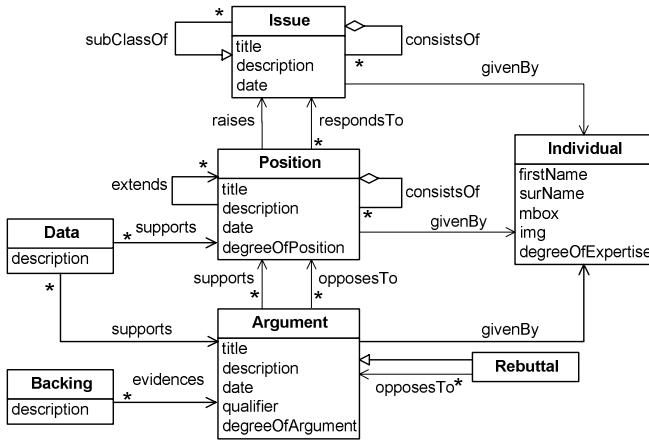 Issue
*
subClassOf
title
description
date
consistsOf
*
givenBy
raises
respondsTo
*
Position
*
extends
title
description
date
degreeOfPosition
consistsOf
*
givenBy
Individual
firstName
surName
mbox
img
degreeOfExpertise
Data
description
*
supports
*
supports
*
opposesTo
*
supports
Argument
title
description
date
qualifier
degreeOfArgument
givenBy
Rebuttal
opposesTo*
Backing
description
evidences
*